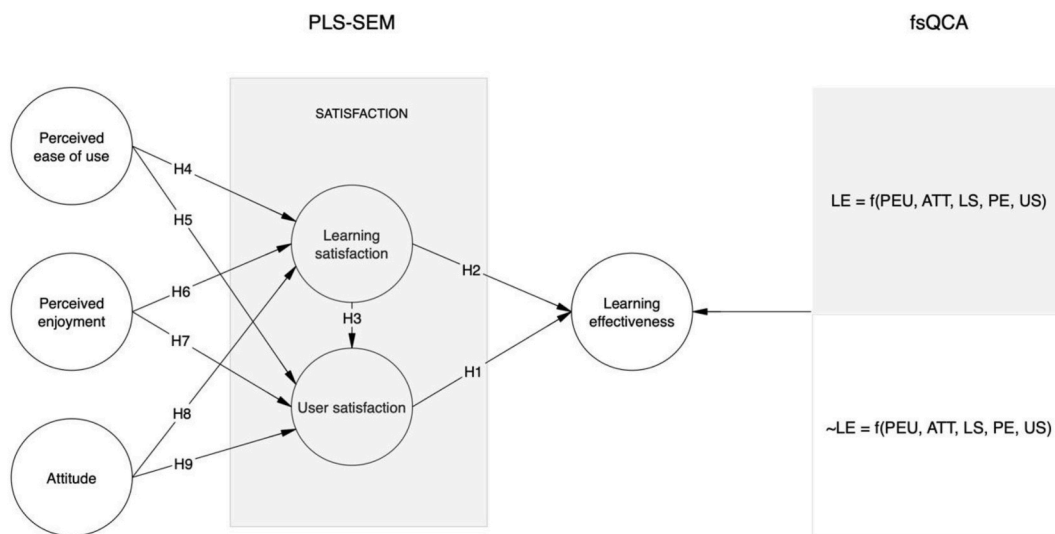 PLS-SEM
fsQCA
SATISFACTION
Perceived
ease of use
H4
H5
Learning
satisfaction
LE = f(PEU, ATT, LS, PE, US)
H2
Perceived
enjoyment
H6
H3
Learning
effectiveness
H7
H1
H8
User satisfaction
~LE = f(PEU, ATT, LS, PE, US)
H9
Attitude